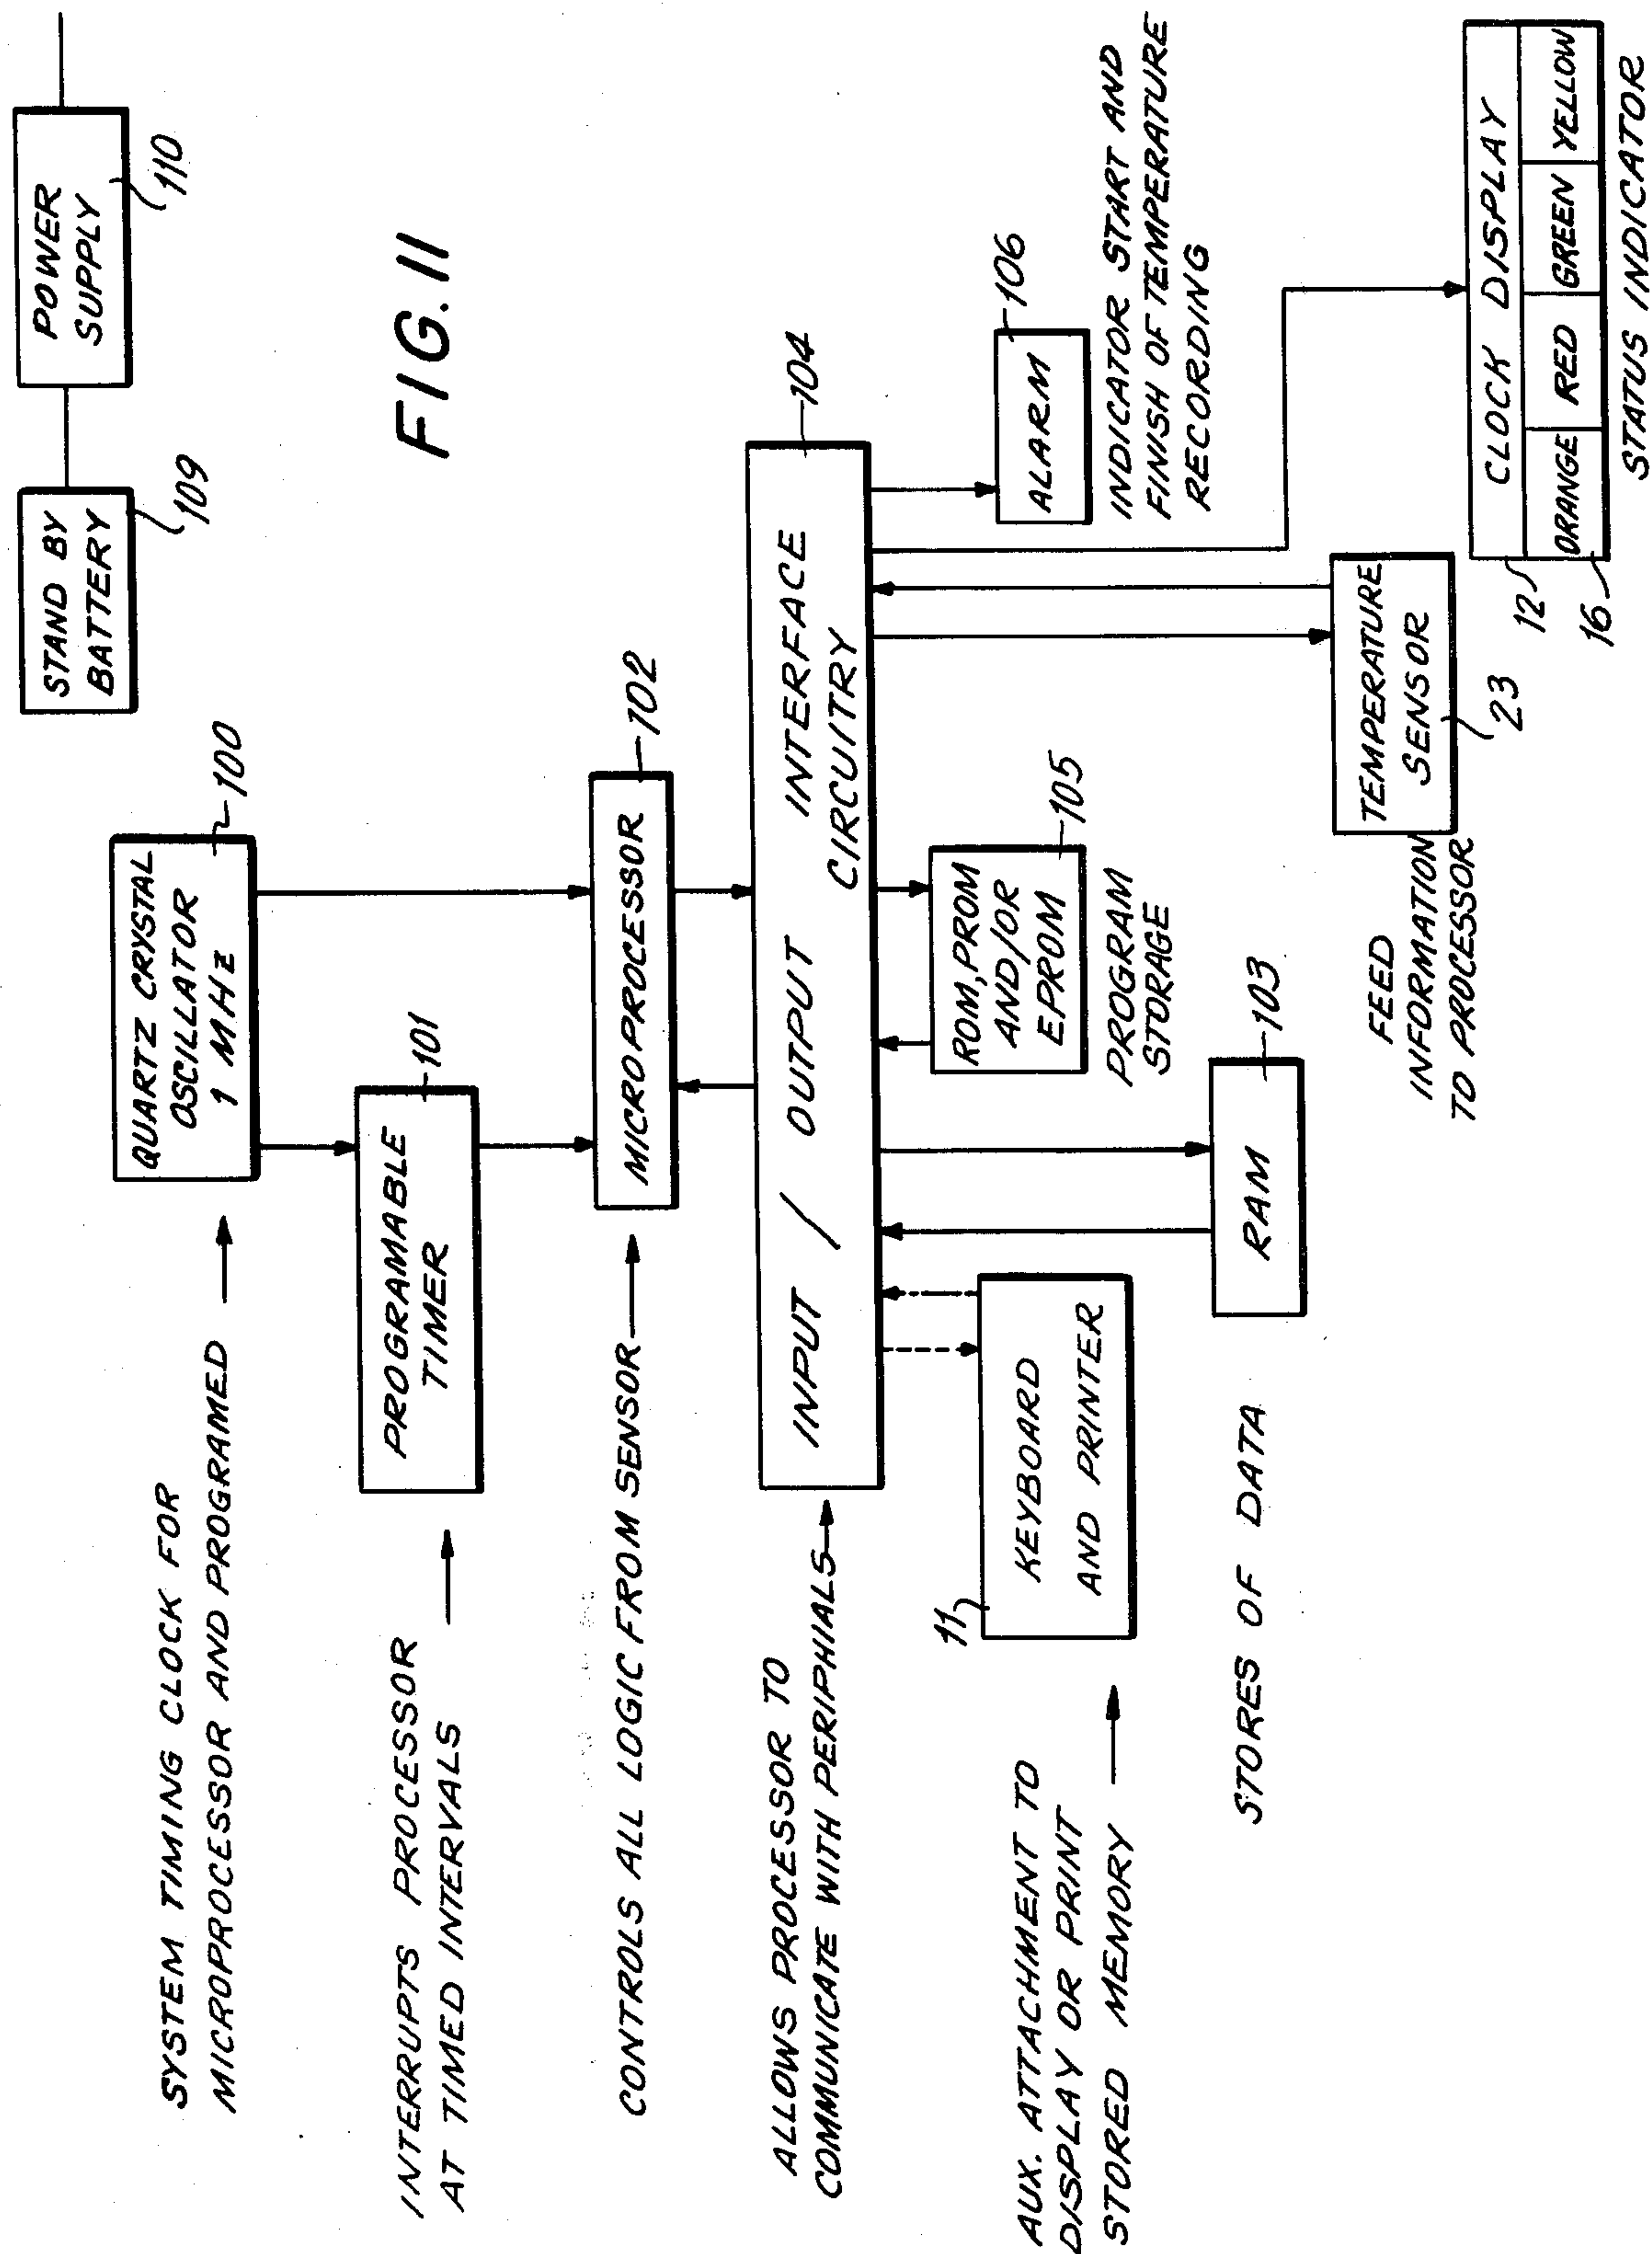 STAND BY
BATTERY
109
POWER
SUPPLY
110
FIG. 11
SYSTEM TIMING CLOCK FOR
MICROPROCESSOR AND PROGRAMED
QUARTZ CRYSTAL
OSCILLATOR
1 MHz
100
INTERRUPTS PROCESSOR
AT TIMED INTERVALS
PROGRAMABLE
TIMER
101
CONTROLS ALL LOGIC FROM SENSOR
MICROPROCESSOR
102
ALLOWS PROCESSOR TO
COMMUNICATE WITH PERIPHIALS
INPUT / OUTPUT INTERFACE
CIRCUITRY
104
AUX. ATTACHMENT TO
DISPLAY OR PRINT
STORED MEMORY
11
KEYBOARD
AND PRINTER
ROM, PROM
AND/OR
EPROM
105
PROGRAM
STORAGE
ALARM
106
INDICATOR START AND
FINISH OF TEMPERATURE
RECORDING
STORES OF DATA
RAM
103
FEED
INFORMATION
TO PROCESSOR
TEMPERATURE
SENSOR
23
CLOCK DISPLAY
12
ORANGE RED GREEN YELLOW
16
STATUS INDICATOR